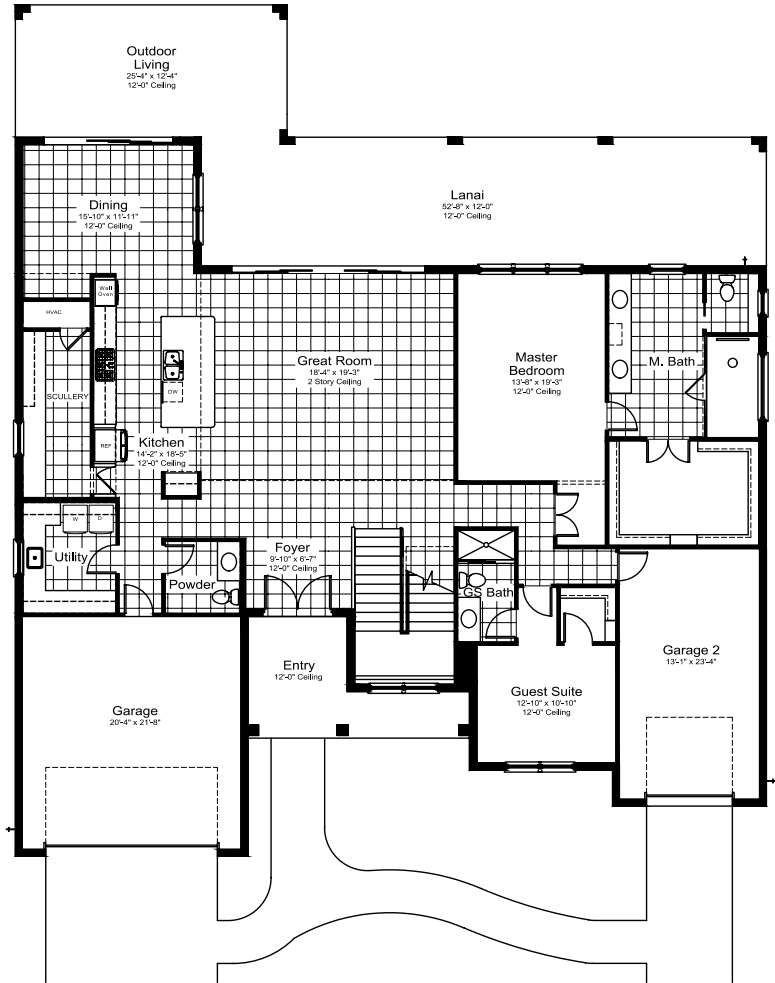 Outdoor
Living
25'-4" x 12'-4"
12'-0" Ceiling
Lanai
52'-8" x 12'-0"
12'-0" Ceiling
Dining
15'-10" x 11'-11"
12'-0" Ceiling
Wall
Oven
HVAC
Great Room
18'-4" x 19'-3"
2 Story Ceiling
Master
Bedroom
13'-8" x 19'-3"
12'-0" Ceiling
M. Bath
DW
SCULLERY
REF
Kitchen
14'-2" x 18'-5"
12'-0" Ceiling
W
D
Utility
Powder
Foyer
9'-10" x 6'-7"
12'-0" Ceiling
GS Bath
Entry
12'-0" Ceiling
Garage 2
13'-1" x 23'-4"
Guest Suite
12'-10" x 10'-10"
12'-0" Ceiling
Garage
20'-4" x 21'-8"